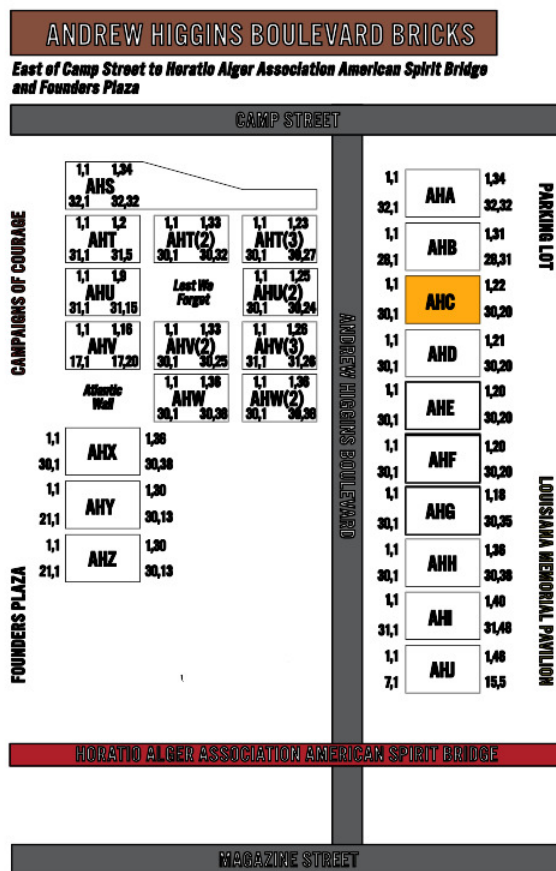 ANDREW HIGGINS BOULEVARD BRICKS
East of Camp Street to Horatio Alger Association American Spirit Bridge
and Founders Plaza
CAMP STREET
CAMPAIGNS OF COURAGE
FOUNDERS PLAZA
1,1 1,34
AHS
32,1 32,32
1,1 1,2
AHT
31,1 31,5
1,1 1,33
AHT(2)
30,1 30,32
1,1 1,23
AHT(3)
30,1 30,27
1,1 1,9
AHU
31,1 31,15
Lest We
Forget
1,1 1,25
AHU(2)
30,1 30,24
1,1 1,16
AHV
17,1 17,20
1,1 1,33
AHV(2)
30,1 30,25
1,1 1,26
AHV(3)
31,1 31,26
Atlantic
Wall
1,1 1,36
AHW
30,1 30,38
1,1 1,36
AHW(2)
30,1 30,38
1,1 1,36
AHX
30,1 30,38
1,1 1,30
AHY
21,1 30,13
1,1 1,30
AHZ
21,1 30,13
ANDREW HIGGINS BOULEVARD
1,1 1,34
AHA
32,1 32,32
1,1 1,31
AHB
28,1 28,31
1,1 1,22
AHC
30,1 30,20
1,1 1,21
AHD
30,1 30,20
1,1 1,20
AHE
30,1 30,20
1,1 1,20
AHF
30,1 30,20
1,1 1,18
AHG
30,1 30,35
1,1 1,36
AHH
30,1 30,38
1,1 1,40
AHI
31,1 31,48
1,1 1,48
AHJ
7,1 15,5
PARKING LOT
LOUISIANA MEMORIAL PAVILION
HORATIO ALGER ASSOCIATION AMERICAN SPIRIT BRIDGE
MAGAZINE STREET